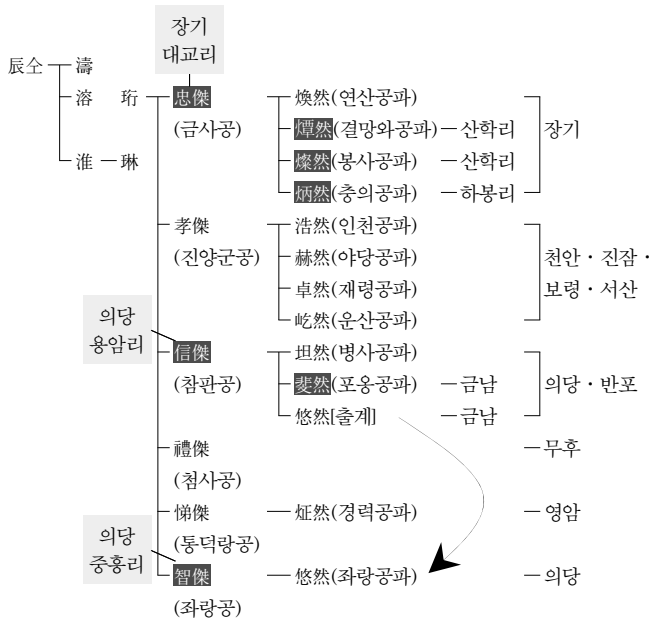 장기
대교리
辰仝 濤
溶 珩 忠傑 煥然(연산공파)
(금사공) 燂然(결망와공파) 산학리 장기
淮 琳 燦然(봉사공파) 산학리
炳然(충의공파) 하봉리
孝傑 浩然(인천공파)
(진양군공) 赫然(야당공파) 천안・진잠・
卓然(재령공파) 보령・서산
屹然(운산공파)
의당
용암리
信傑 坦然(병사공파)
(참판공) 斐然(포옹공파) 금남 의당・반포
悠然[출계] 금남
禮傑 무후
(첨사공)
悌傑 炡然(경력공파) 영암
(통덕랑공)
의당
중흥리
智傑 悠然(좌랑공파) 의당
(좌랑공)